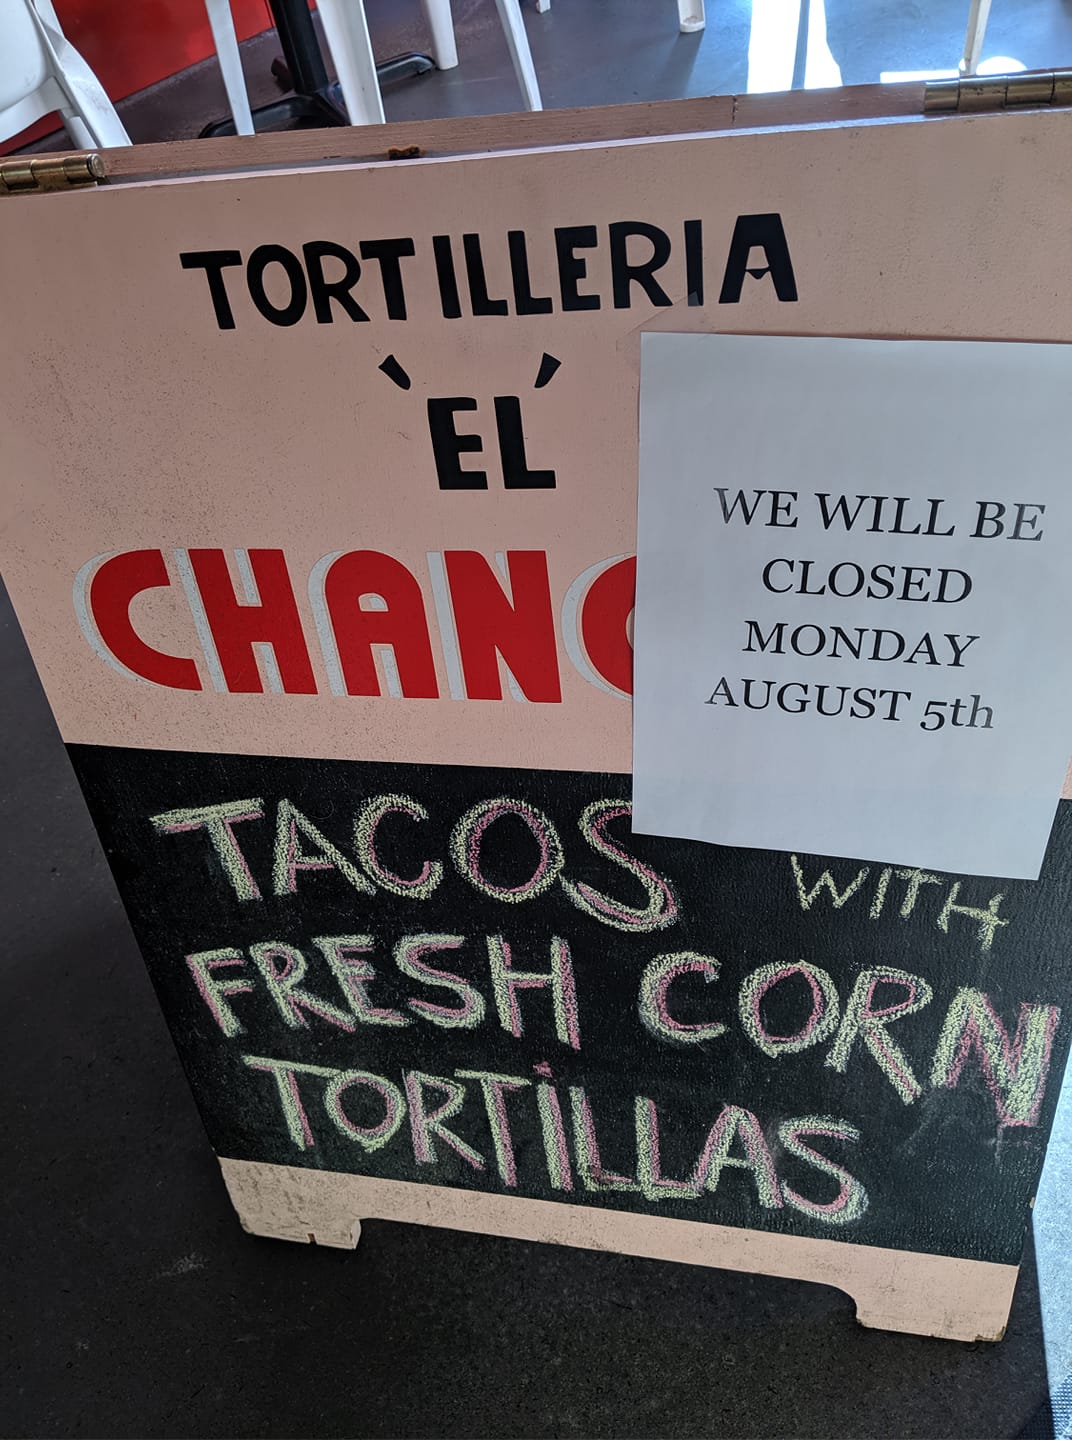 TORTILLERIA
'EL'
CHAN
WE WILL BE
CLOSED
MONDAY
AUGUST 5th
TACOS WITH
FRESH CORN
TORTILLAS